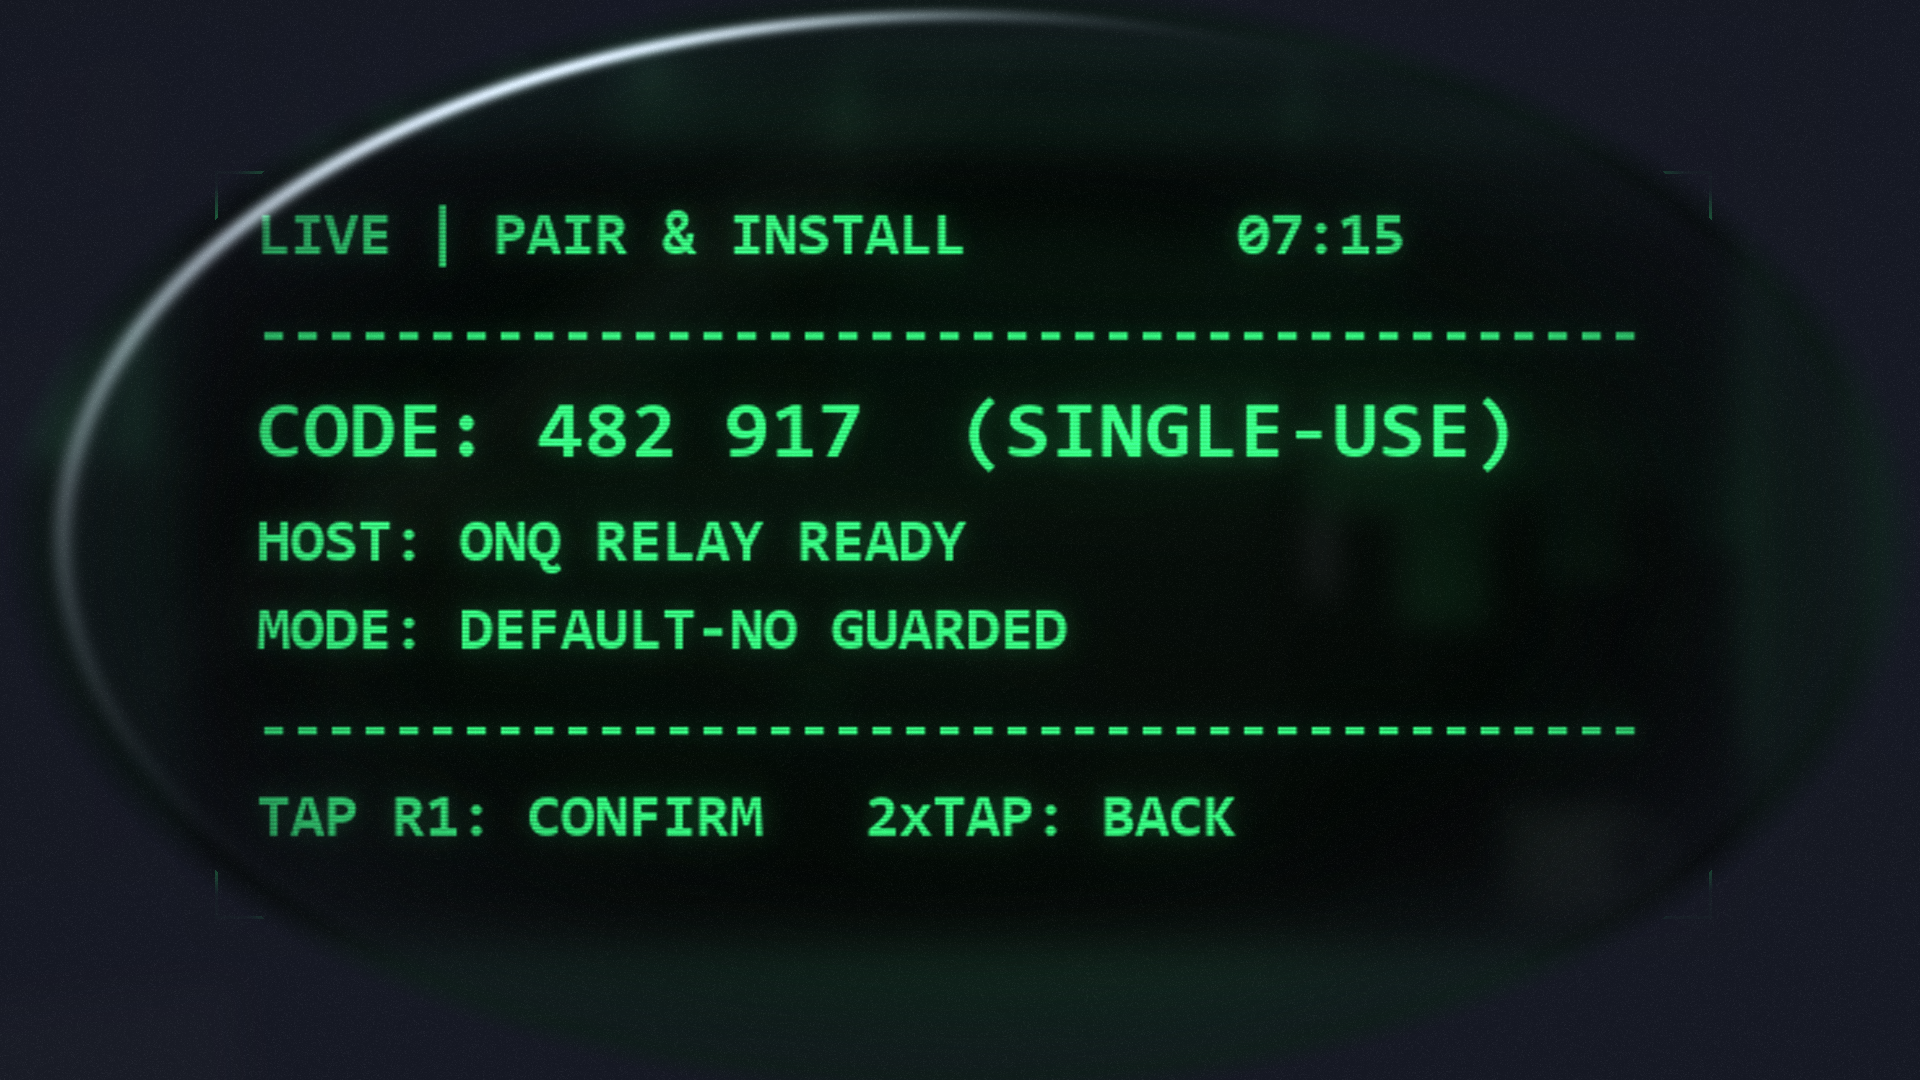 LIVE | PAIR & INSTALL 07:15
-----------------------------------------
CODE: 482 917 (SINGLE-USE)
HOST: ONQ RELAY READY
MODE: DEFAULT-NO GUARDED
-----------------------------------------
TAP R1: CONFIRM 2xTAP: BACK